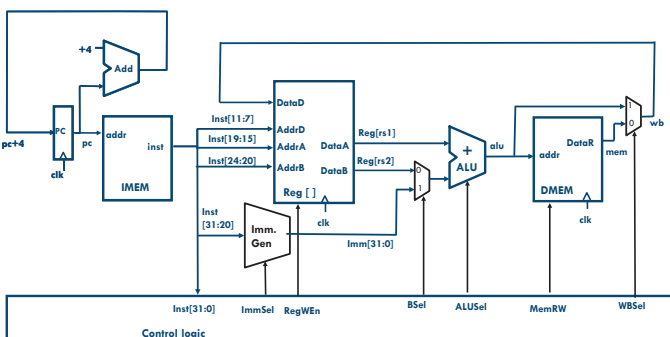 +4
Add
PC
pc+4
pc
clk
addr
inst
IMEM
Inst[11:7]
Inst[19:15]
Inst[24:20]
DataD
AddrD
AddrA
AddrB
DataA
DataB
Reg [ ]
clk
Reg[rs1]
Reg[rs2]
0
1
+
ALU
alu
addr
DataR
DMEM
clk
mem
1
0
wb
Inst
[31:20]
Imm.
Gen
Imm[31:0]
Inst[31:0]
ImmSel
RegWEn
BSel
ALUSel
MemRW
WBSel
Control logic